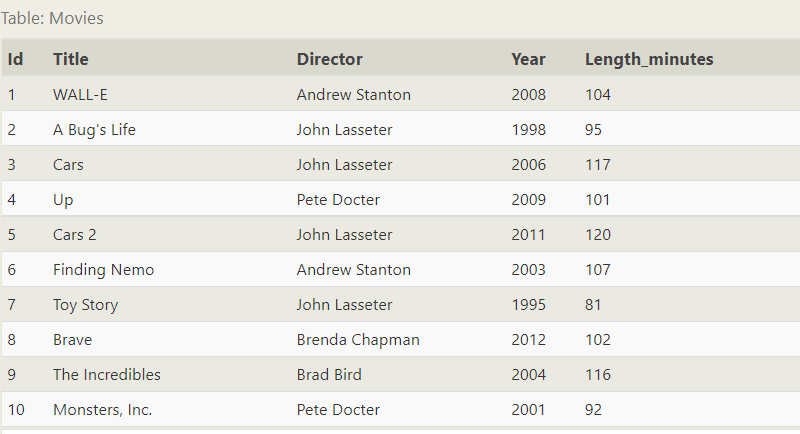 Table: Movies
Id Title Director Year Length_minutes
1 WALL-E Andrew Stanton 2008 104
2 A Bug's Life John Lasseter 1998 95
3 Cars John Lasseter 2006 117
4 Up Pete Docter 2009 101
5 Cars 2 John Lasseter 2011 120
6 Finding Nemo Andrew Stanton 2003 107
7 Toy Story John Lasseter 1995 81
8 Brave Brenda Chapman 2012 102
9 The Incredibles Brad Bird 2004 116
10 Monsters, Inc. Pete Docter 2001 92